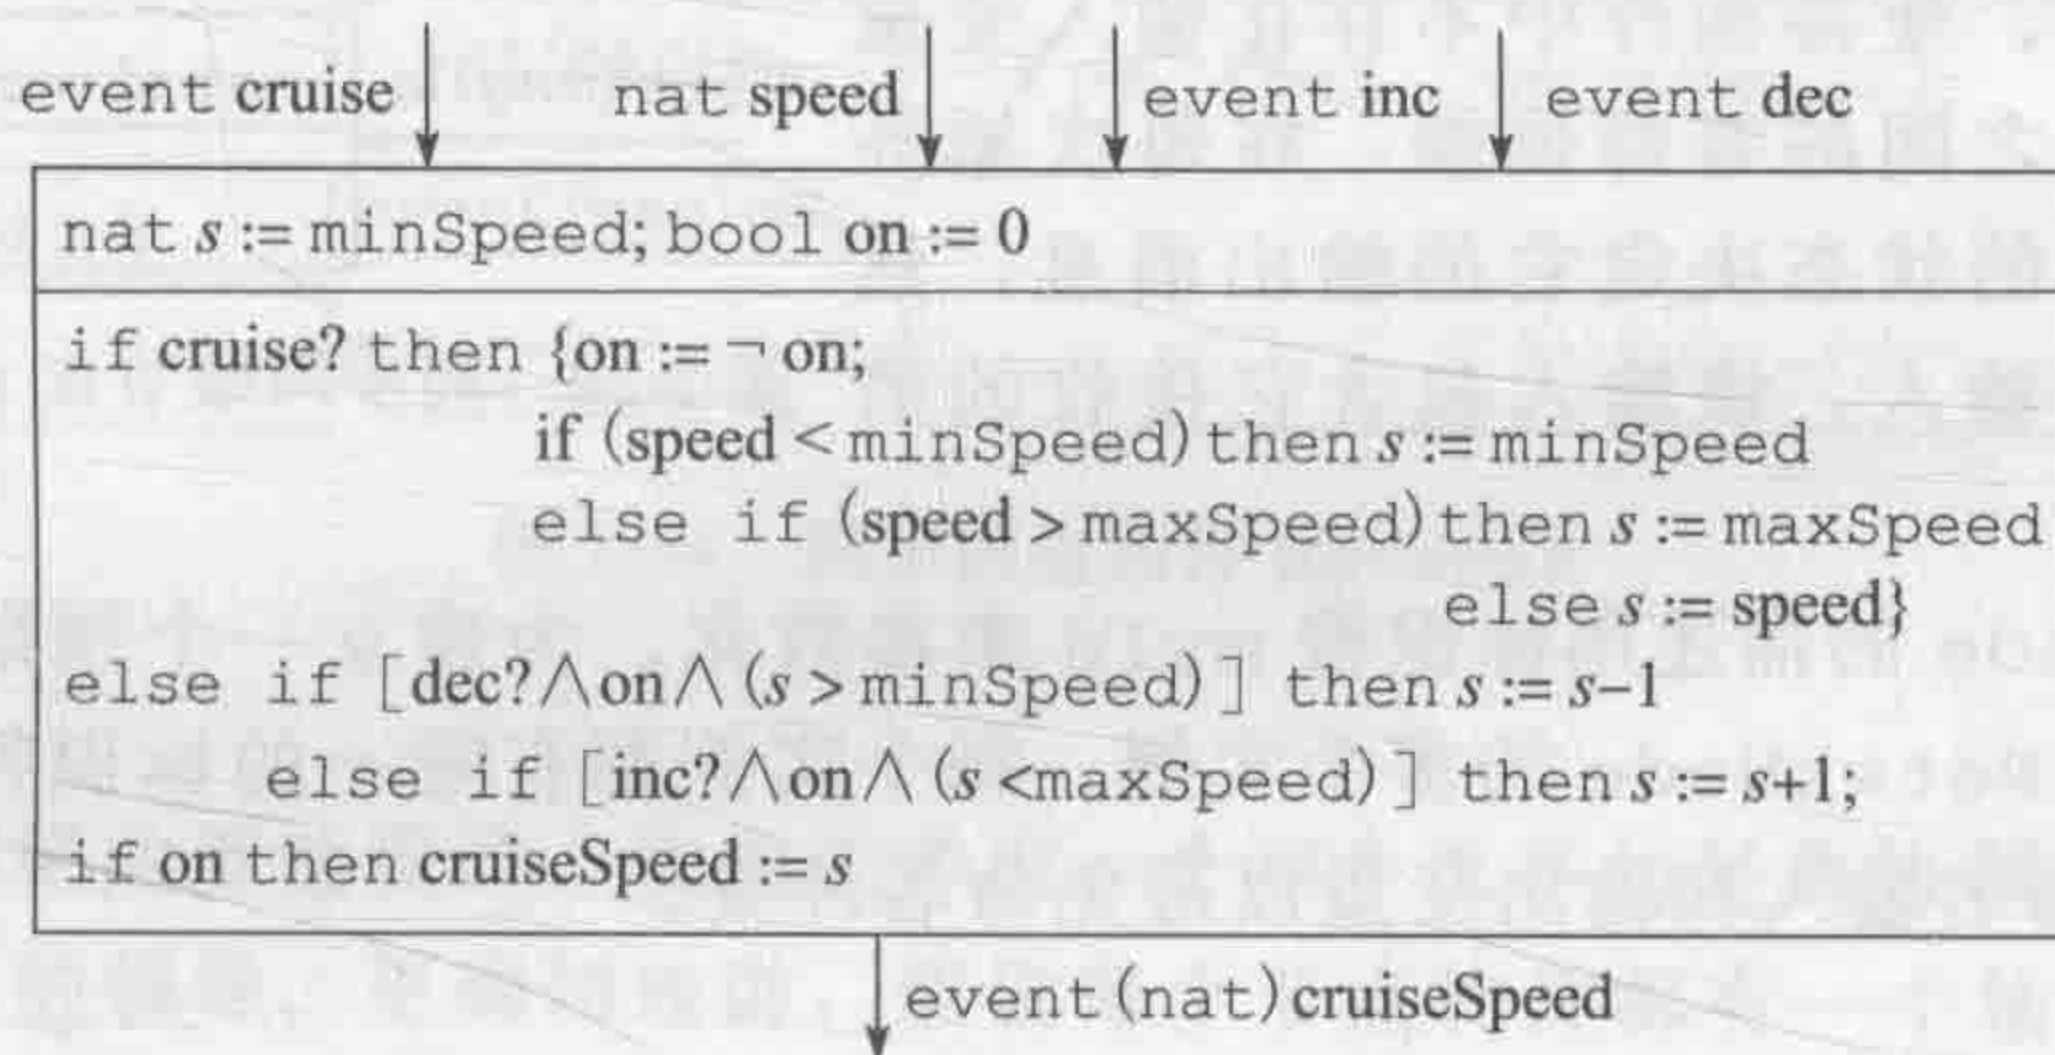 event cruise nat speed event inc event dec
nat s := minSpeed; bool on := 0
if cruise? then {on := ¬ on;
if (speed < minSpeed) then s := minSpeed
else if (speed > maxSpeed) then s := maxSpeed
else s := speed}
else if [dec?∧on∧(s > minSpeed)] then s := s–1
else if [inc?∧on∧(s <maxSpeed)] then s := s+1;
if on then cruiseSpeed := s
event(nat) cruiseSpeed